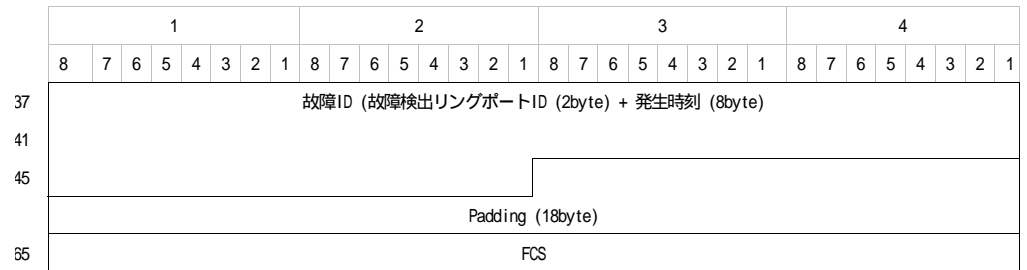 1 2 3 4
8 7 6 5 4 3 2 1 8 7 6 5 4 3 2 1 8 7 6 5 4 3 2 1 8 7 6 5 4 3 2 1
37 故障ID (故障検出リングポートID (2byte) + 発生時刻 (8byte)
41
45
Padding (18byte)
65 FCS